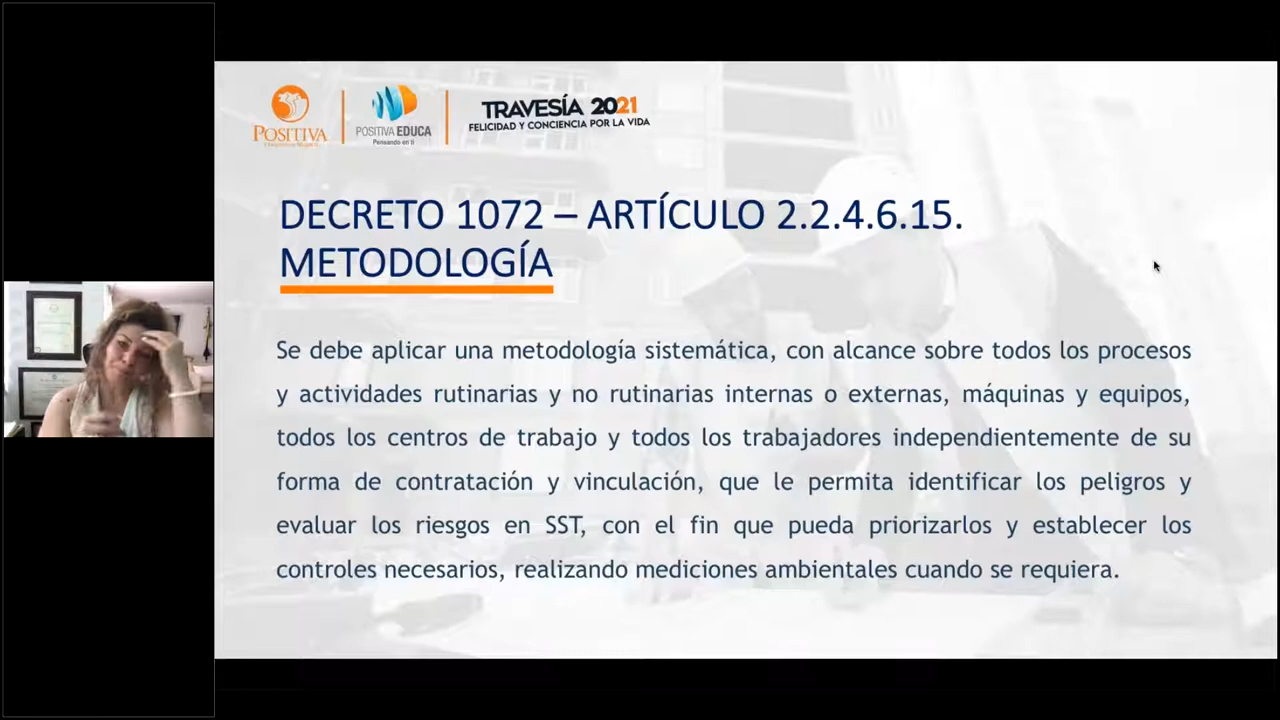 POSITIVA
POSITIVA EDUCA
Pensando en ti
TRAVESÍA 2021
FELICIDAD Y CONCIENCIA POR LA VIDA
DECRETO 1072 – ARTÍCULO 2.2.4.6.15.
METODOLOGÍA
Se debe aplicar una metodología sistemática, con alcance sobre todos los procesos
y actividades rutinarias y no rutinarias internas o externas, máquinas y equipos,
todos los centros de trabajo y todos los trabajadores independientemente de su
forma de contratación y vinculación, que le permita identificar los peligros y
evaluar los riesgos en SST, con el fin que pueda priorizarlos y establecer los
controles necesarios, realizando mediciones ambientales cuando se requiera.